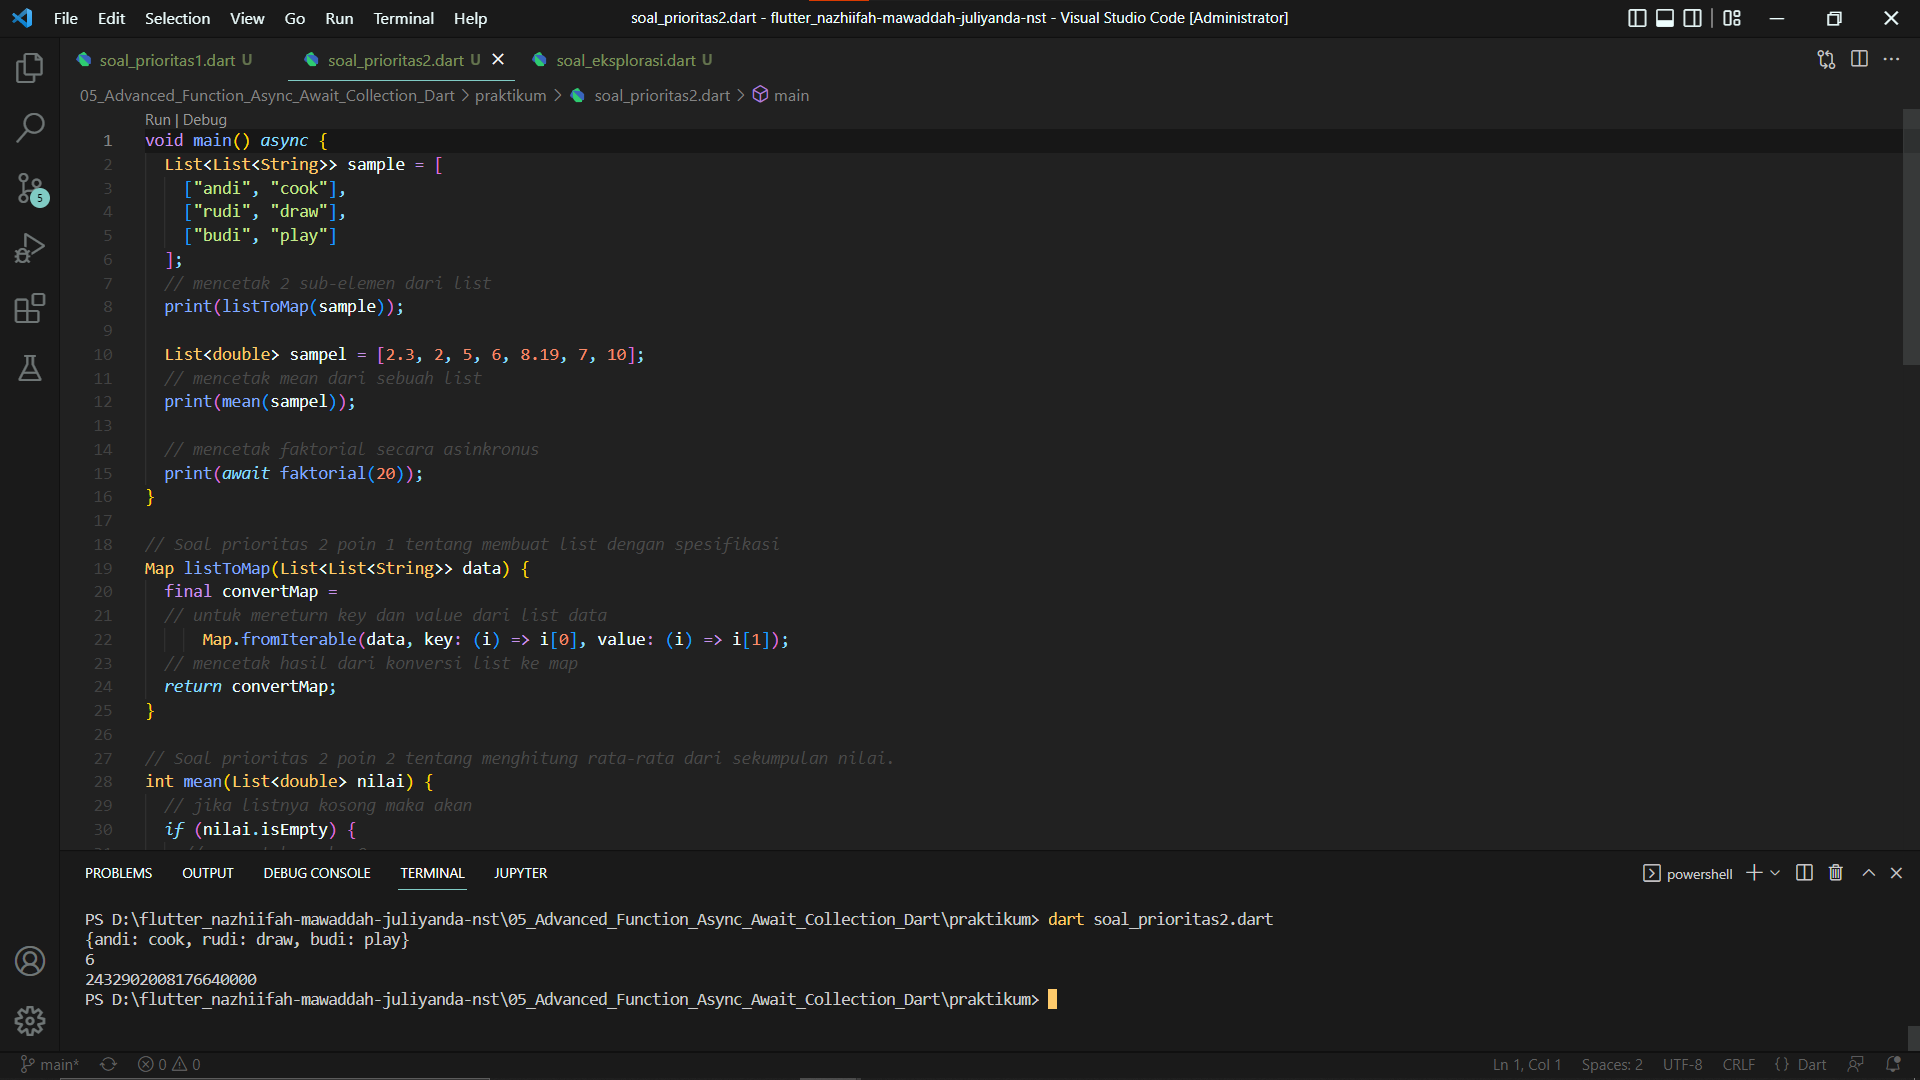 File Edit Selection View Go Run Terminal Help soal_prioritas2.dart - flutter_nazhiifah-mawaddah-juliyanda-nst - Visual Studio Code [Administrator]
soal_prioritas1.dart U soal_prioritas2.dart U soal_eksplorasi.dart U
05_Advanced_Function_Async_Await_Collection_Dart > praktikum > soal_prioritas2.dart > main
Run | Debug
1 void main() async {
2 List<List<String>> sample = [
3 ["andi", "cook"],
4 ["rudi", "draw"],
5 ["budi", "play"]
6 ];
7 // mencetak 2 sub-elemen dari list
8 print(listToMap(sample));
9
10 List<double> sampel = [2.3, 2, 5, 6, 8.19, 7, 10];
11 // mencetak mean dari sebuah list
12 print(mean(sampel));
13
14 // mencetak faktorial secara asinkronus
15 print(await faktorial(20));
16 }
17
18 // Soal prioritas 2 poin 1 tentang membuat list dengan spesifikasi
19 Map listToMap(List<List<String>> data) {
20 final convertMap =
21 // untuk mereturn key dan value dari list data
22 Map.fromIterable(data, key: (i) => i[0], value: (i) => i[1]);
23 // mencetak hasil dari konversi list ke map
24 return convertMap;
25 }
26
27 // Soal prioritas 2 poin 2 tentang menghitung rata-rata dari sekumpulan nilai.
28 int mean(List<double> nilai) {
29 // jika listnya kosong maka akan
30 if (nilai.isEmpty) {
PROBLEMS OUTPUT DEBUG CONSOLE TERMINAL JUPYTER powershell
PS D:\flutter_nazhiifah-mawaddah-juliyanda-nst\05_Advanced_Function_Async_Await_Collection_Dart\praktikum> dart soal_prioritas2.dart
{andi: cook, rudi: draw, budi: play}
6
2432902008176640000
PS D:\flutter_nazhiifah-mawaddah-juliyanda-nst\05_Advanced_Function_Async_Await_Collection_Dart\praktikum>
5
main* 0 0 Ln 1, Col 1 Spaces: 2 UTF-8 CRLF {} Dart